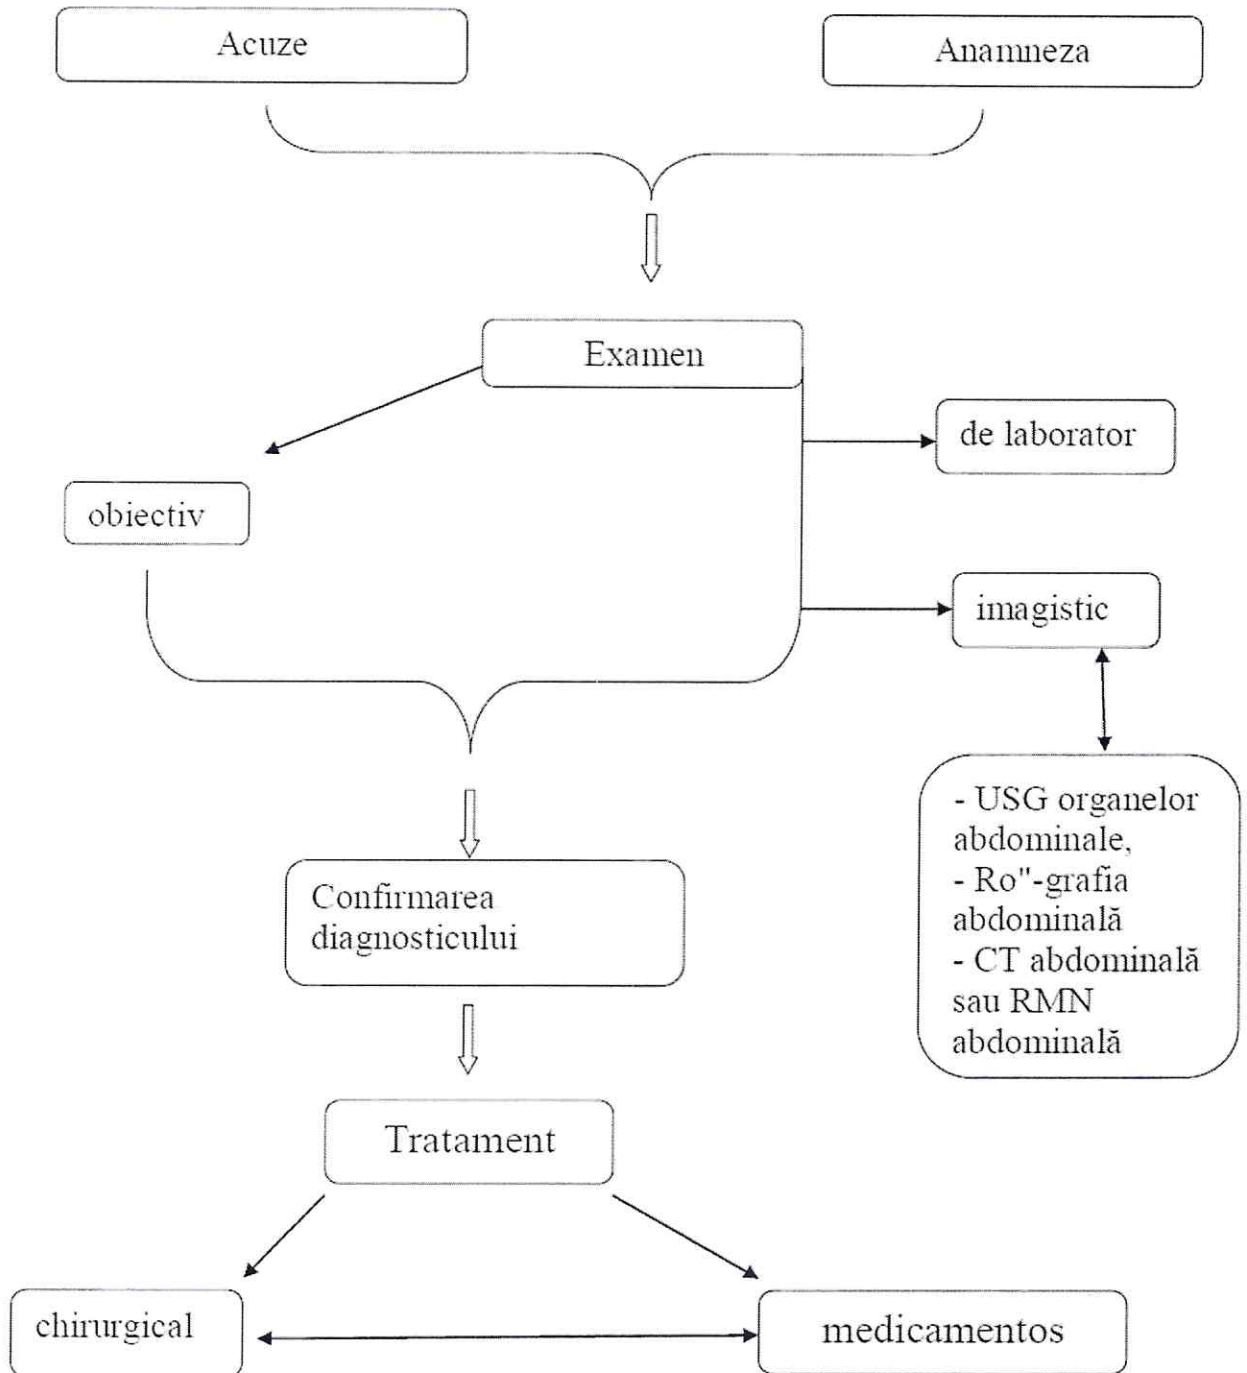 Acuze
Anamneza
Examen
de laborator
obiectiv
imagistic
- USG organelor
abdominale,
- Ro"-grafia
abdominală
- CT abdominală
sau RMN
abdominală
Confirmarea
diagnosticului
Tratament
chirurgical
medicamentos